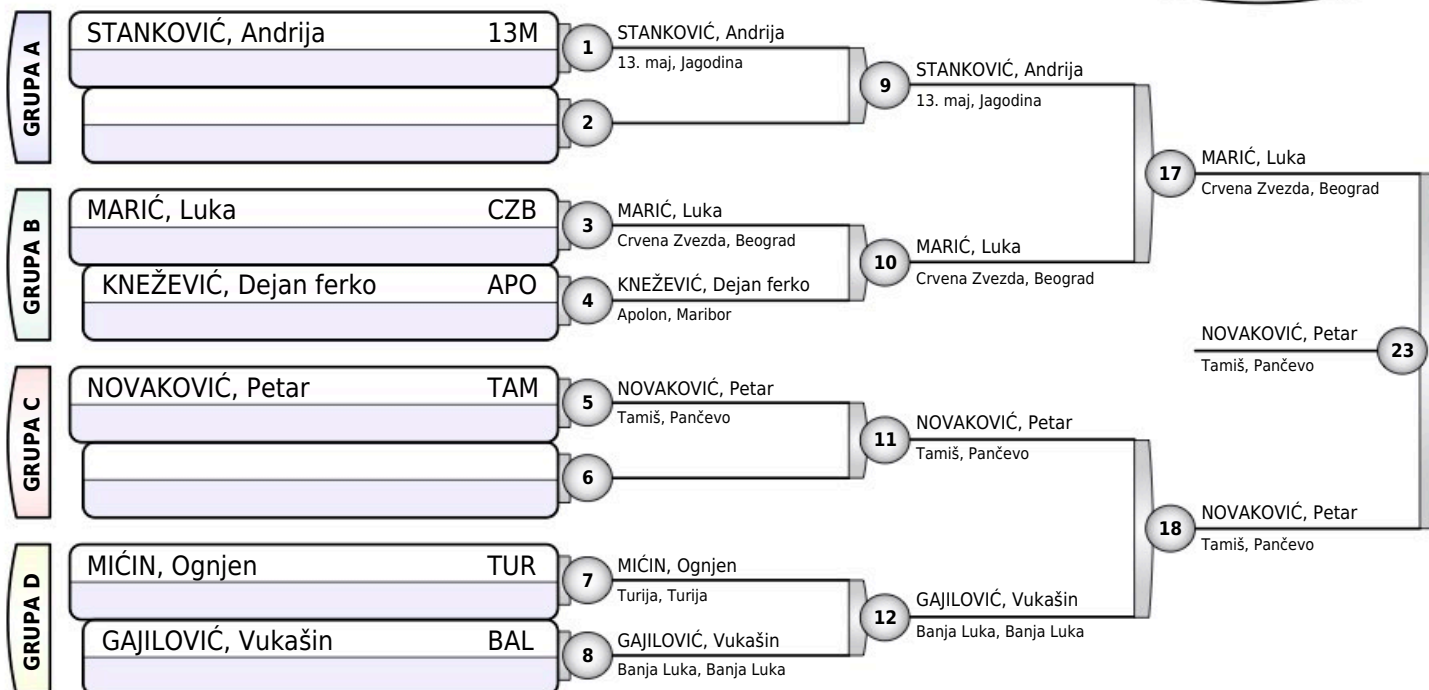 GRUPA A
STANKOVIĆ, Andrija 13M
1
STANKOVIĆ, Andrija
13. maj, Jagodina
2
9
STANKOVIĆ, Andrija
13. maj, Jagodina
GRUPA B
MARIĆ, Luka CZB
3
MARIĆ, Luka
Crvena Zvezda, Beograd
KNEŽEVIĆ, Dejan ferko APO
4
KNEŽEVIĆ, Dejan ferko
Apolon, Maribor
10
MARIĆ, Luka
Crvena Zvezda, Beograd
17
MARIĆ, Luka
Crvena Zvezda, Beograd
GRUPA C
NOVAKOVIĆ, Petar TAM
5
NOVAKOVIĆ, Petar
Tamiš, Pančevo
6
11
NOVAKOVIĆ, Petar
Tamiš, Pančevo
GRUPA D
MIĆIN, Ognjen TUR
7
MIĆIN, Ognjen
Turija, Turija
GAJILOVIĆ, Vukašin BAL
8
GAJILOVIĆ, Vukašin
Banja Luka, Banja Luka
12
GAJILOVIĆ, Vukašin
Banja Luka, Banja Luka
18
NOVAKOVIĆ, Petar
Tamiš, Pančevo
NOVAKOVIĆ, Petar
Tamiš, Pančevo
23